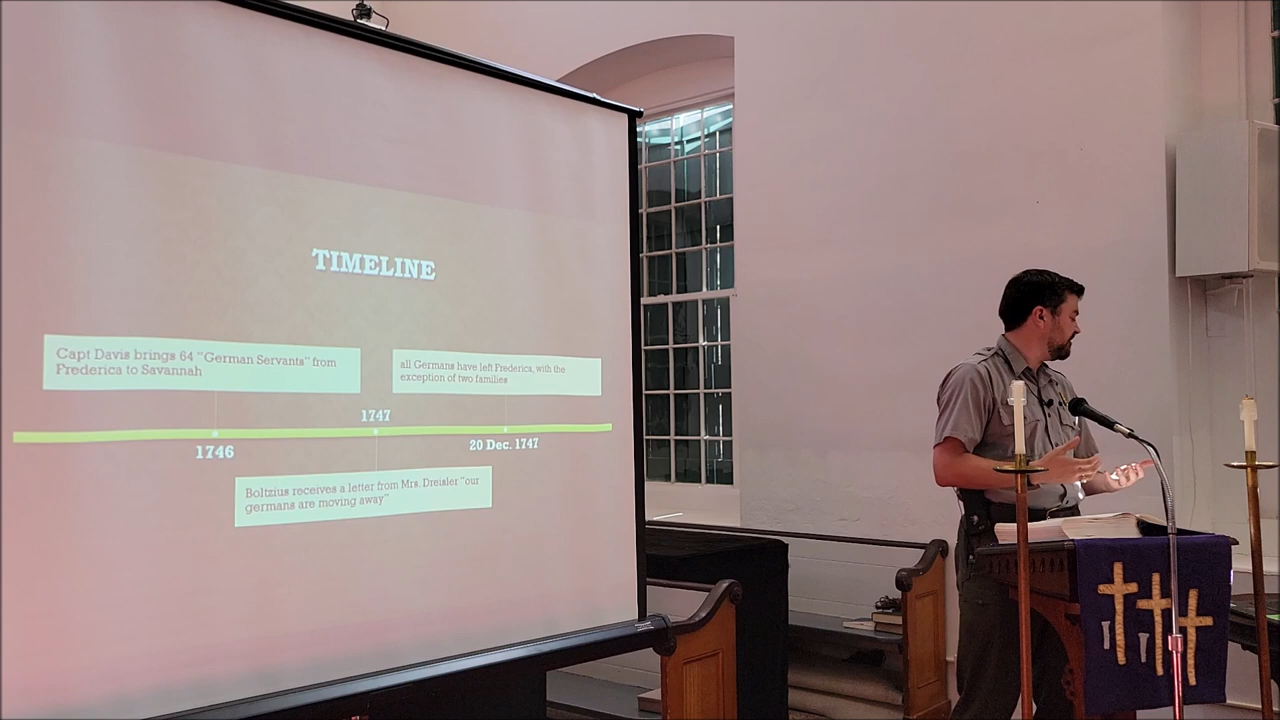 TIMELINE
Capt Davis brings 64 "German Servants" from
Frederica to Savannah
all Germans have left Frederica, with the
exception of two families
1747
1746
20 Dec. 1747
Boltzius receives a letter from Mrs. Dreisler "our
germans are moving away"